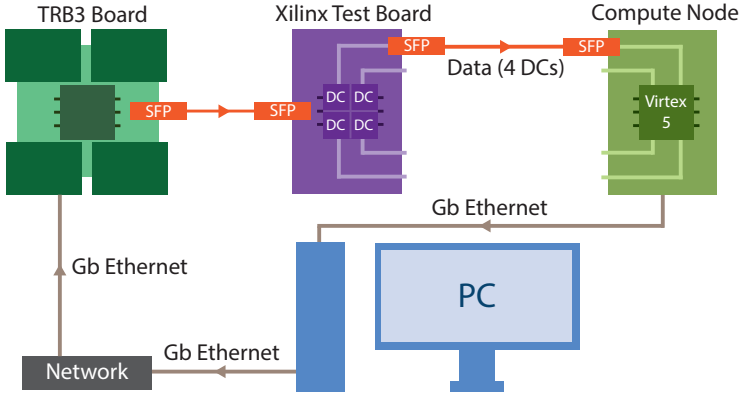 TRB3 Board
Xilinx Test Board
Compute Node
SFP
SFP
SFP
SFP
Data (4 DCs)
DC DC
DC DC
Virtex
5
Gb Ethernet
Gb Ethernet
PC
Gb Ethernet
Network